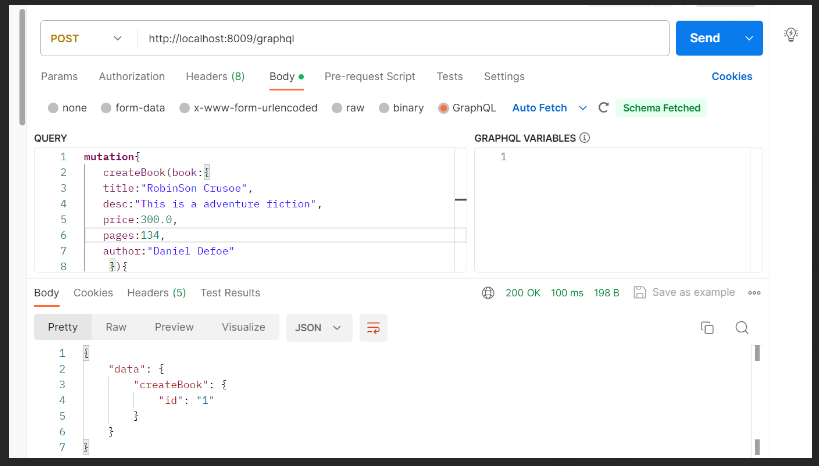 POST http://localhost:8009/graphql Send
Params Authorization Headers (8) Body Pre-request Script Tests Settings Cookies
none form-data x-www-form-urlencoded raw binary GraphQL Auto Fetch Schema Fetched
QUERY
1 mutation{
2 createBook(book:{
3 title:"RobinSon Crusoe",
4 desc:"This is a adventure fiction",
5 price:300.0,
6 pages:134,
7 author:"Daniel Defoe"
8 }){
GRAPHQL VARIABLES
1
Body Cookies Headers (5) Test Results 200 OK 100 ms 198 B Save as example
Pretty Raw Preview Visualize JSON
1 {
2 "data": {
3 "createBook": {
4 "id": "1"
5 }
6 }
7 }